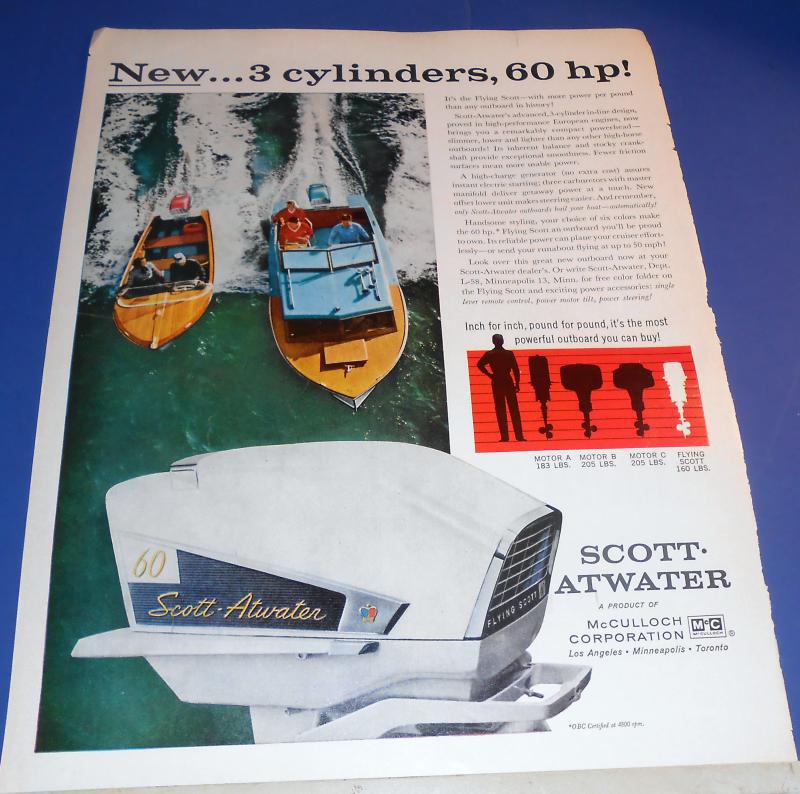 New...3 cylinders, 60 hp!
It's the Flying Scott—with more power per pound
than any outboard in history!
Scott-Atwater's advanced, 3-cylinder in-line design,
proved in high-performance European engines, now
brings you a remarkably compact powerhead—
slimmer, lower and lighter than any other high-horse
outboards! Its inherent balance and stocky crank-
shaft provide exceptional smoothness. Fewer friction
surfaces mean more usable power.
A high-charge generator (no extra cost) assures
instant electric starting; three carburetors with master
manifold deliver getaway power at a touch. New
offset lower unit makes steering easier. And remember,
only Scott-Atwater outboards bail your boat—automatically!
Handsome styling, your choice of six colors make
the 60 hp.* Flying Scott an outboard you'll be proud
to own. Its reliable power can plane your cruiser effort-
lessly—or send your runabout flying at up to 50 mph!
Look over this great new outboard now at your
Scott-Atwater dealer's. Or write Scott-Atwater, Dept.
L-58, Minneapolis 13, Minn. for free color folder on
the Flying Scott and exciting power accessories: single
lever remote control, power motor tilt, power steering!
Inch for inch, pound for pound, it's the most
powerful outboard you can buy!
MOTOR A
183 LBS.
MOTOR B
205 LBS.
MOTOR C
205 LBS.
FLYING
SCOTT
160 LBS.
60
Scott-Atwater
FLYING SCOTT
SCOTT-
ATWATER
A PRODUCT OF
McCULLOCH
CORPORATION
McC
McCULLOCH
®
Los Angeles • Minneapolis • Toronto
*OBC Certified at 4800 rpm.